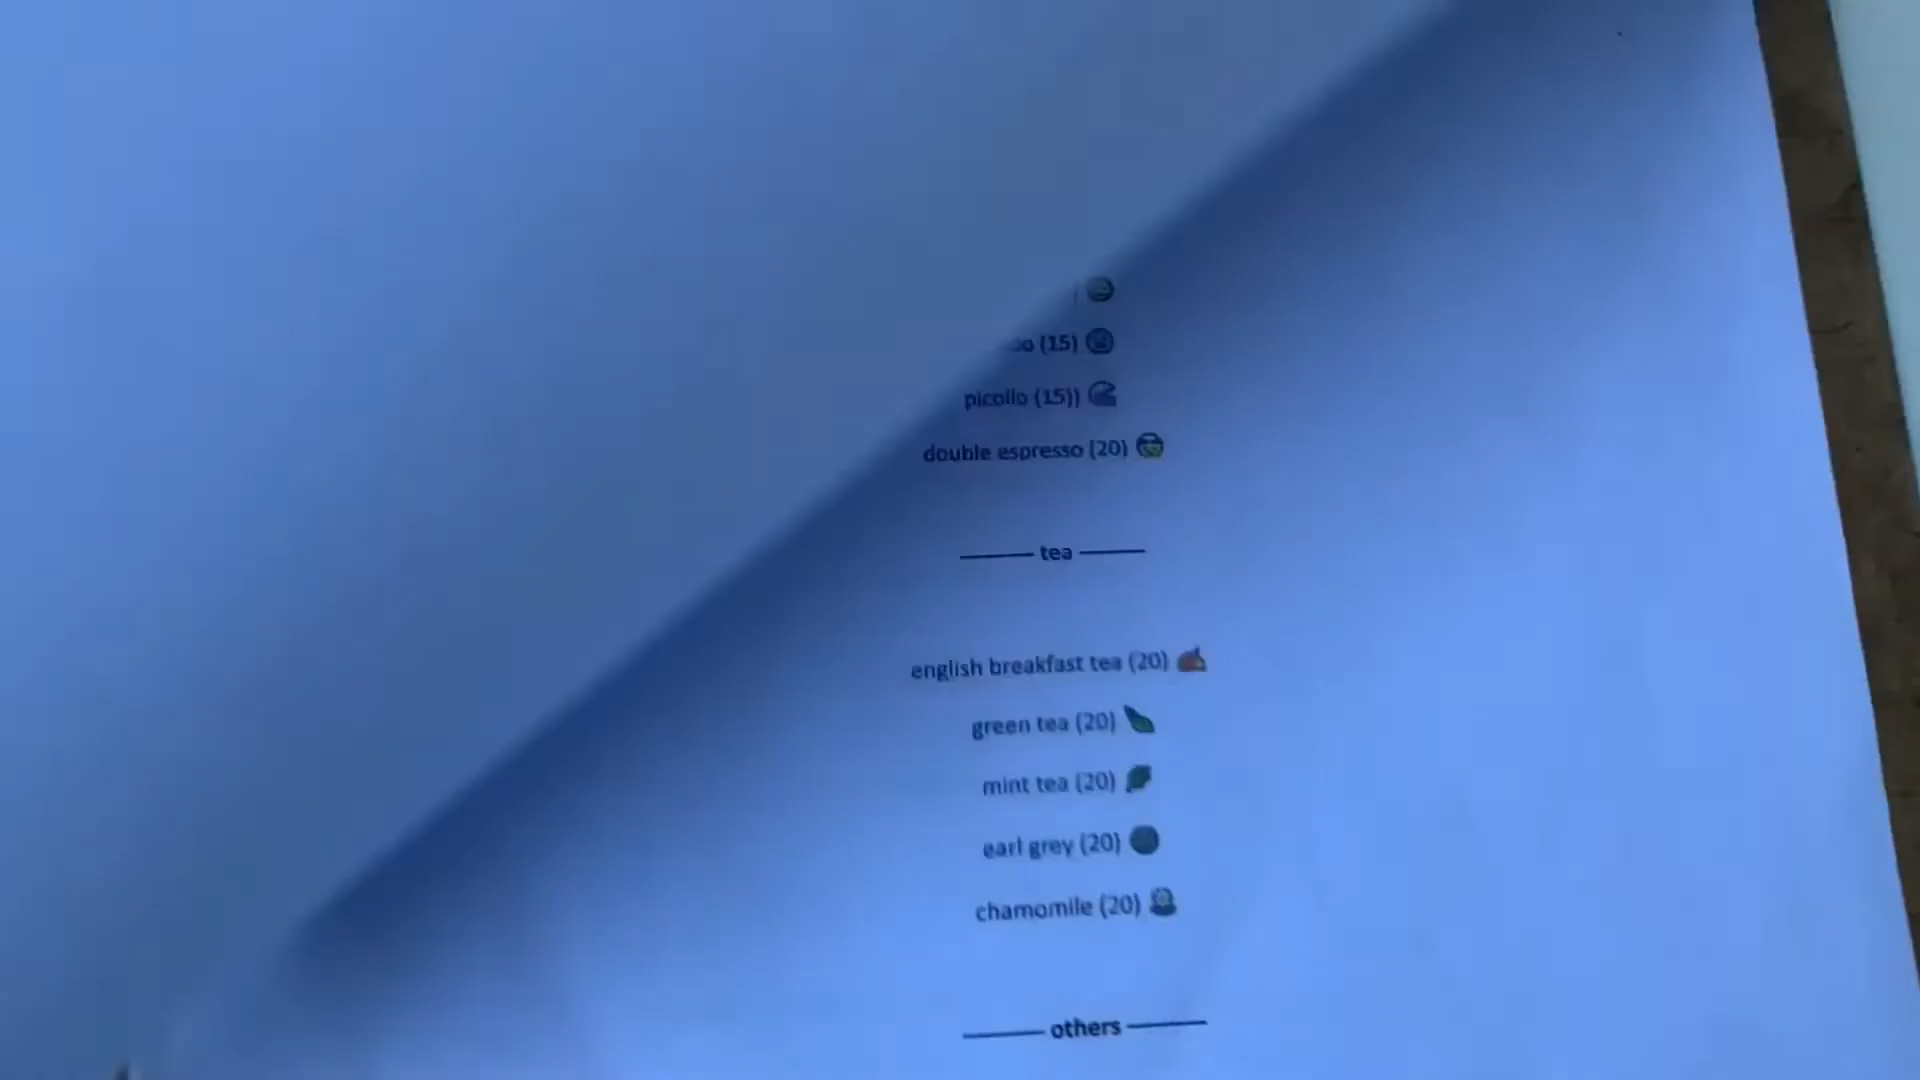 (15)
picollo (15))
double espresso (20)
tea
english breakfast tea (20)
green tea (20)
mint tea (20)
earl grey (20)
chamomile (20)
others